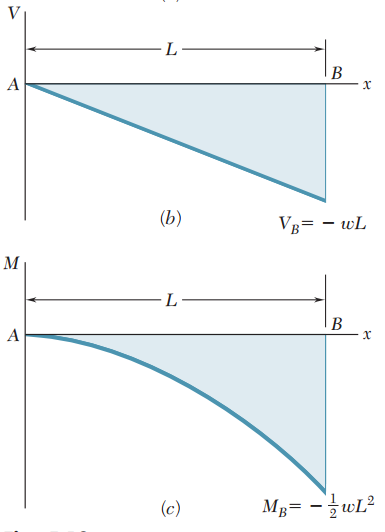 V
L
A
B
x
(b)
V_B = − wL
M
L
A
B
x
(c)
M_B = − ½ wL²